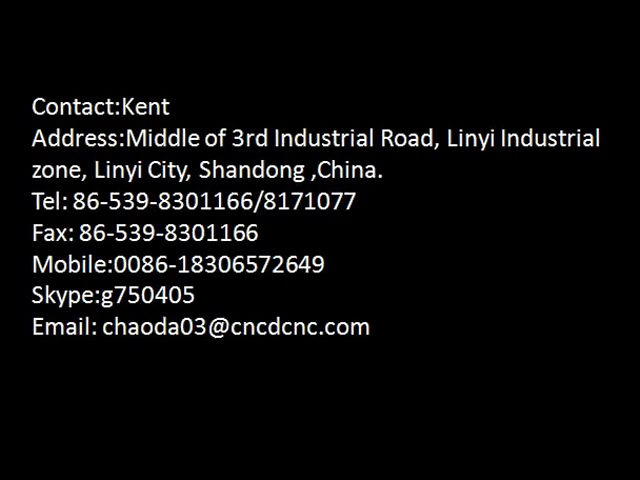 Contact:Kent
Address:Middle of 3rd Industrial Road, Linyi Industrial
zone, Linyi City, Shandong ,China.
Tel: 86-539-8301166/8171077
Fax: 86-539-8301166
Mobile:0086-18306572649
Skype:g750405
Email: chaoda03@cncdcnc.com